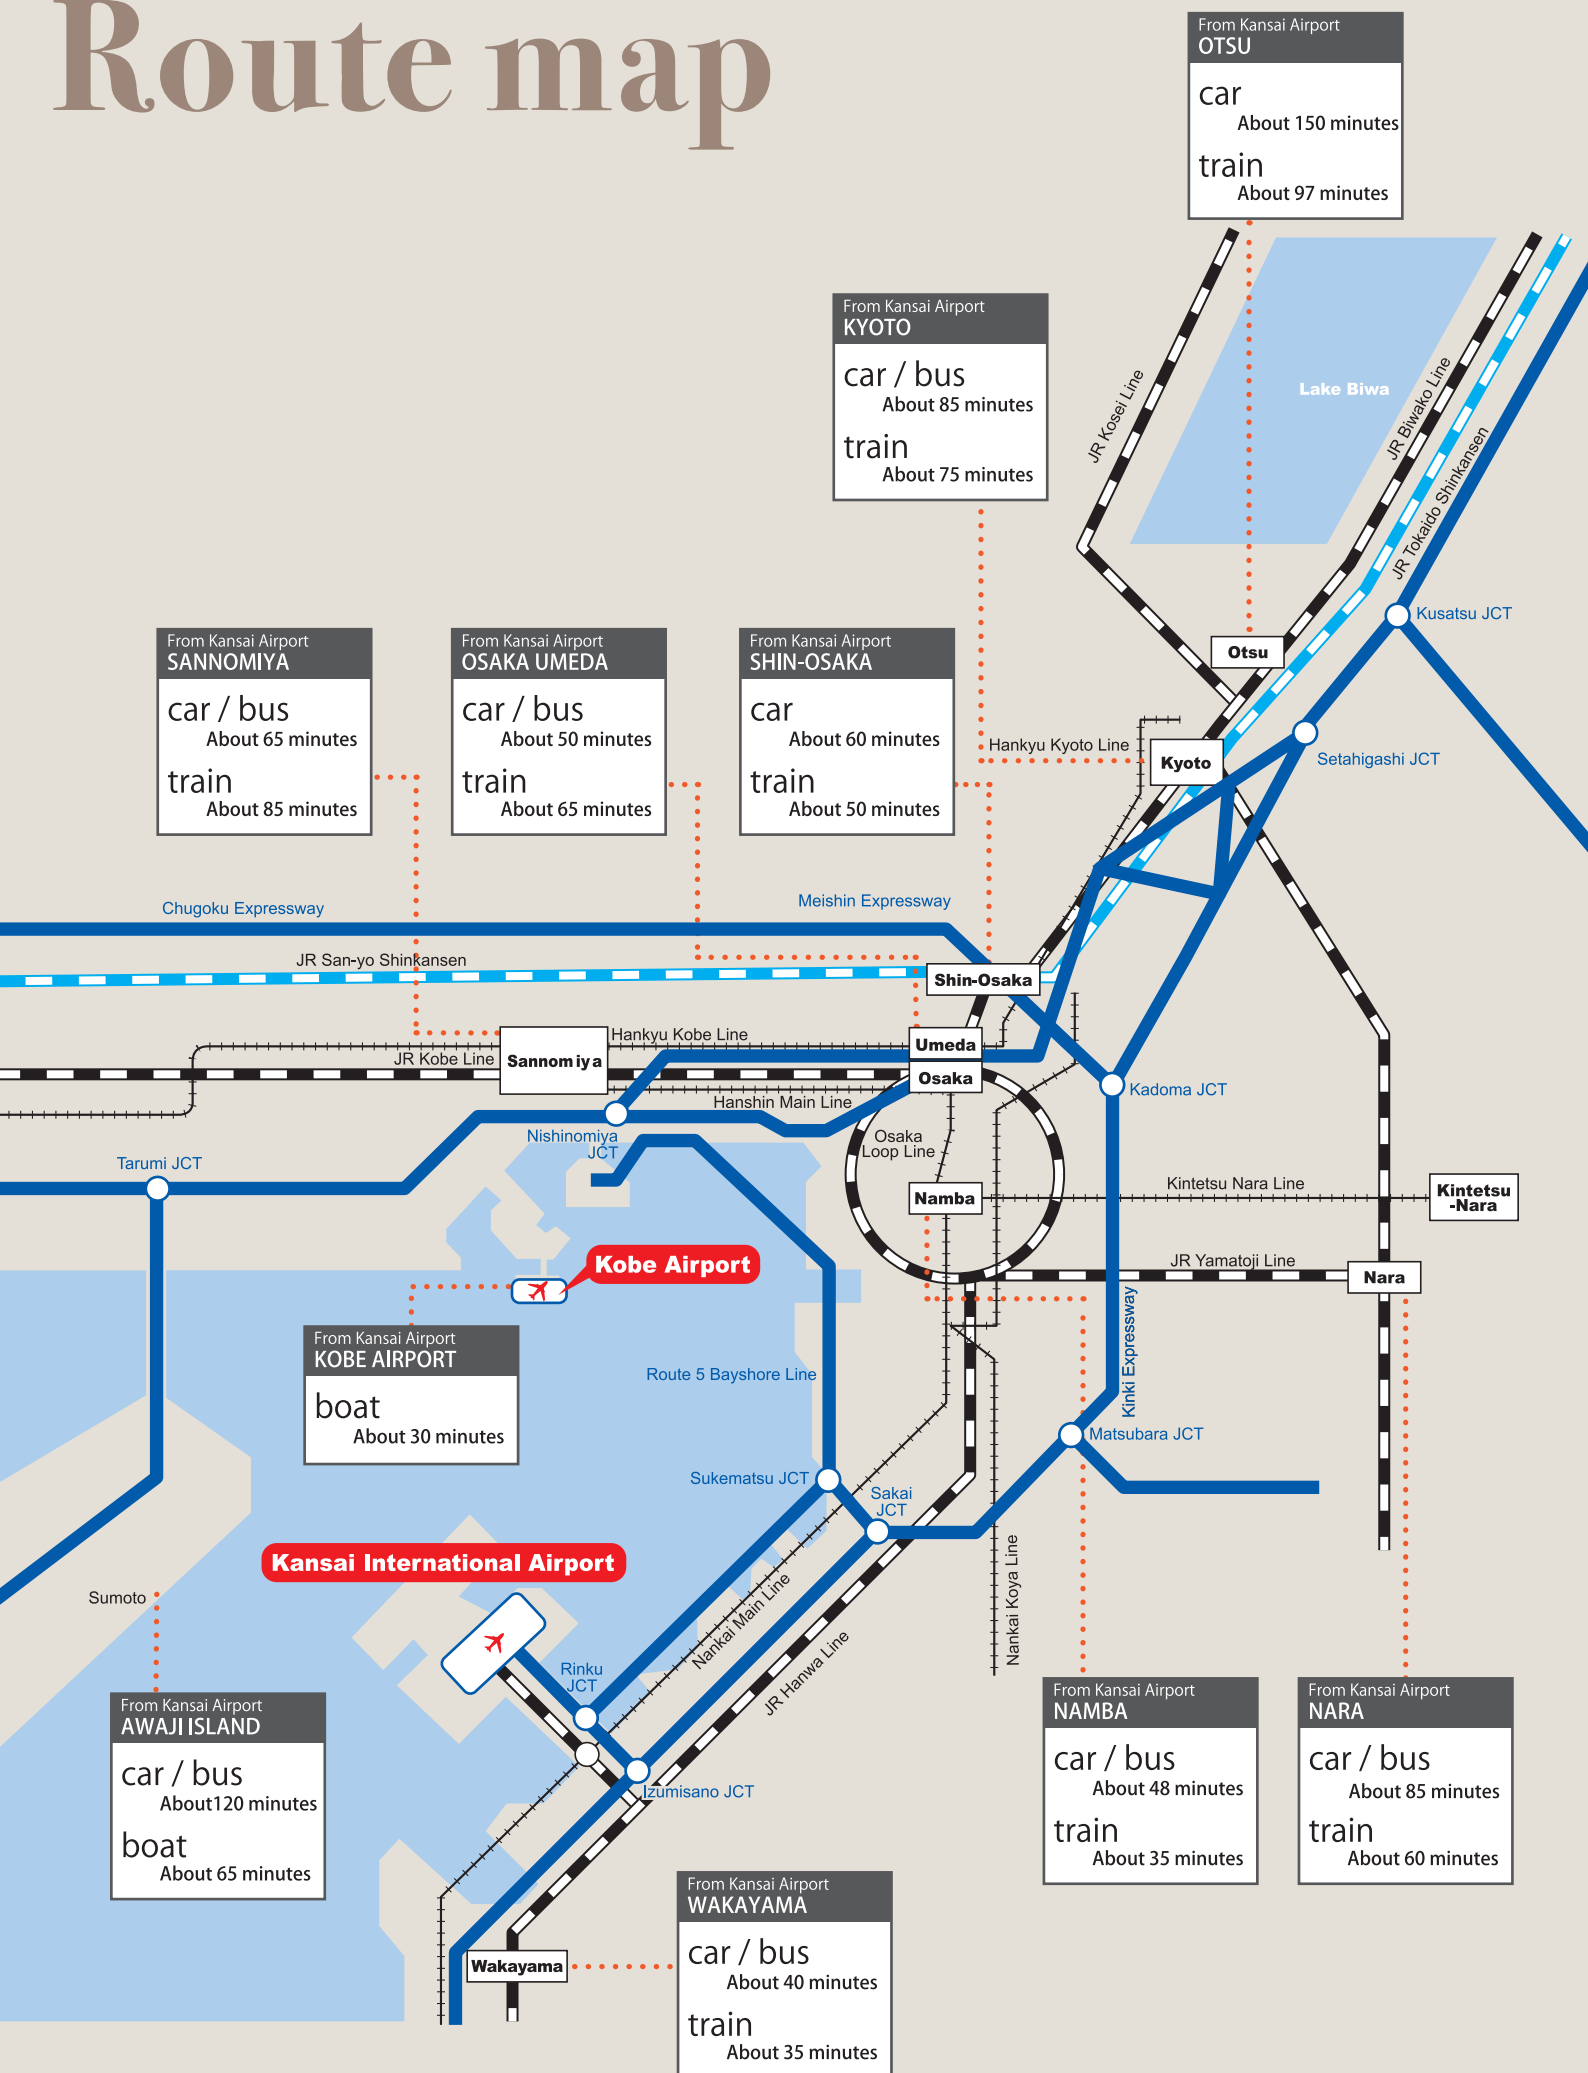 Route map
From Kansai Airport
OTSU
car
About 150 minutes
train
About 97 minutes
From Kansai Airport
KYOTO
car / bus
About 85 minutes
train
About 75 minutes
Lake Biwa
JR Kosei Line
JR Biwako Line
JR Tokaido Shinkansen
Kusatsu JCT
Otsu
Setahigashi JCT
Hankyu Kyoto Line
Kyoto
From Kansai Airport
SANNOMIYA
car / bus
About 65 minutes
train
About 85 minutes
From Kansai Airport
OSAKA UMEDA
car / bus
About 50 minutes
train
About 65 minutes
From Kansai Airport
SHIN-OSAKA
car
About 60 minutes
train
About 50 minutes
Chugoku Expressway
Meishin Expressway
JR San-yo Shinkansen
Shin-Osaka
Hankyu Kobe Line
JR Kobe Line
Sannomiya
Umeda
Osaka
Kadoma JCT
Hanshin Main Line
Nishinomiya
JCT
Osaka
Loop Line
Tarumi JCT
Namba
Kintetsu Nara Line
Kintetsu
-Nara
Kobe Airport
JR Yamatoji Line
Nara
From Kansai Airport
KOBE AIRPORT
boat
About 30 minutes
Route 5 Bayshore Line
Kinki Expressway
Matsubara JCT
Sukematsu JCT
Sakai
JCT
Kansai International Airport
Sumoto
Nankai Main Line
JR Hanwa Line
Nankai Koya Line
Rinku
JCT
Izumisano JCT
From Kansai Airport
AWAJI ISLAND
car / bus
About120 minutes
boat
About 65 minutes
From Kansai Airport
NAMBA
car / bus
About 48 minutes
train
About 35 minutes
From Kansai Airport
NARA
car / bus
About 85 minutes
train
About 60 minutes
Wakayama
From Kansai Airport
WAKAYAMA
car / bus
About 40 minutes
train
About 35 minutes